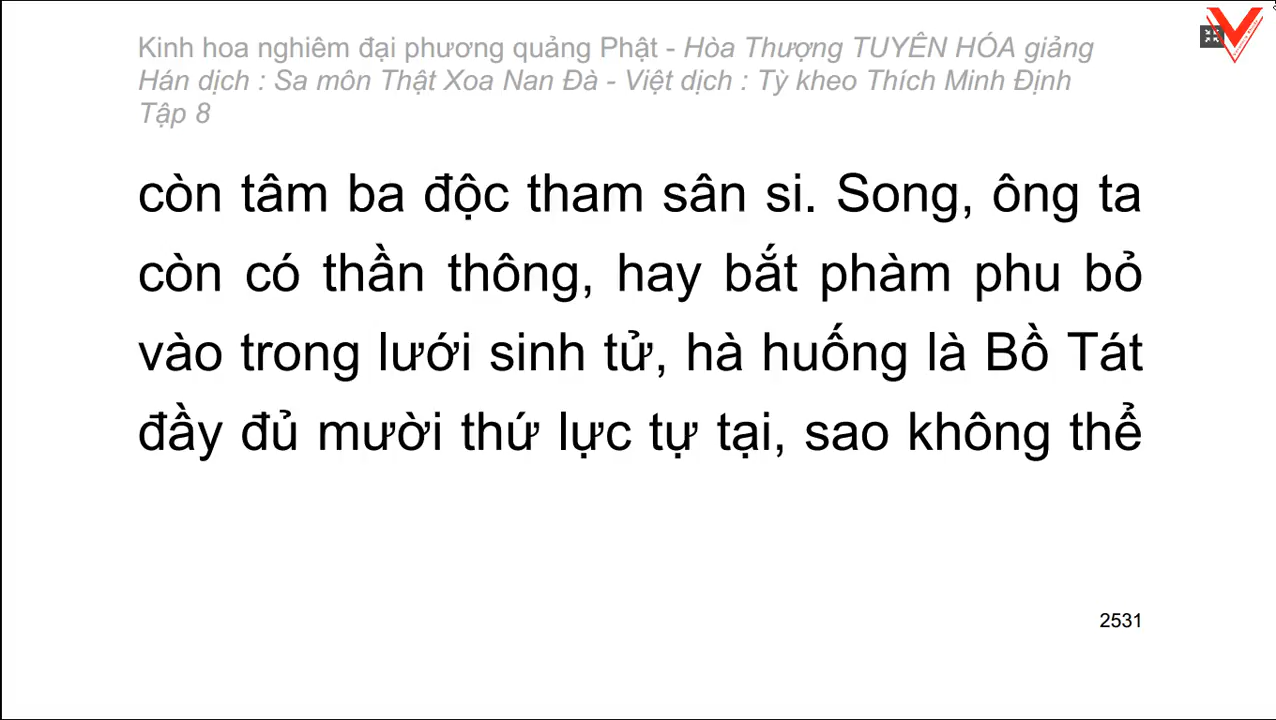 Kinh hoa nghiêm đại phương quảng Phật - Hòa Thượng TUYÊN HÓA giảng
Hán dịch : Sa môn Thật Xoa Nan Đà - Việt dịch : Tỳ kheo Thích Minh Định
Tập 8
còn tâm ba độc tham sân si. Song, ông ta
còn có thần thông, hay bắt phàm phu bỏ
vào trong lưới sinh tử, hà huống là Bồ Tát
đầy đủ mười thứ lực tự tại, sao không thể
2531